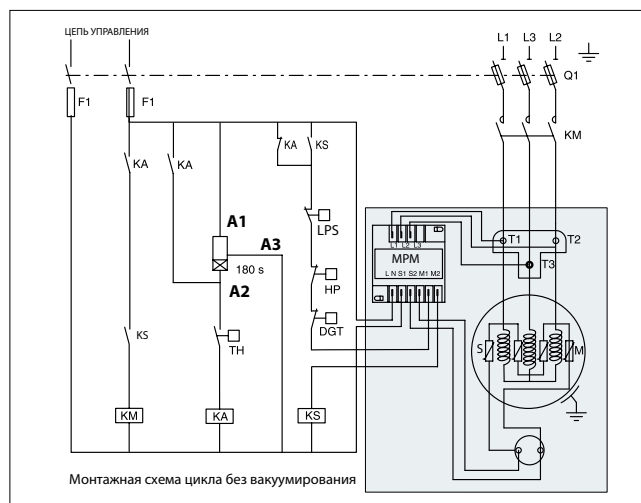 ЦЕПЬ УПРАВЛЕНИЯ
L1 L3 L2
Q1
F1 F1
KM
KA KA KA KS
A1
LPS
A3
T1 T2
L1 L2 L3
MPM
T3
180 s
L N S1 S2 M1 M2
A2
HP
DGT
KS
TH
S M
KM KA KS
Монтажная схема цикла без вакуумирования